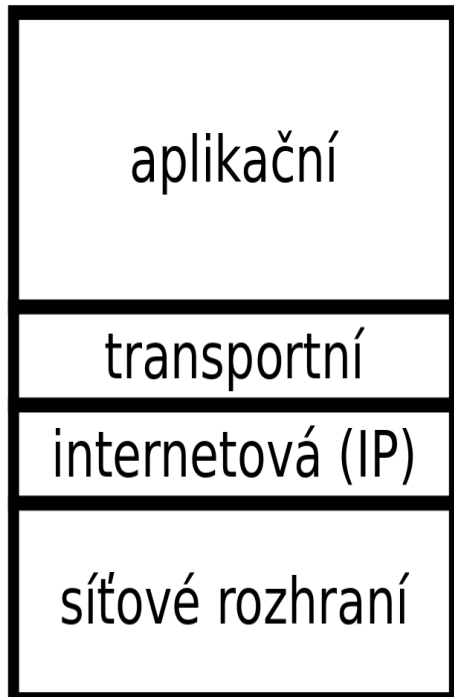 aplikační
transportní
internetová (IP)
síťové rozhraní